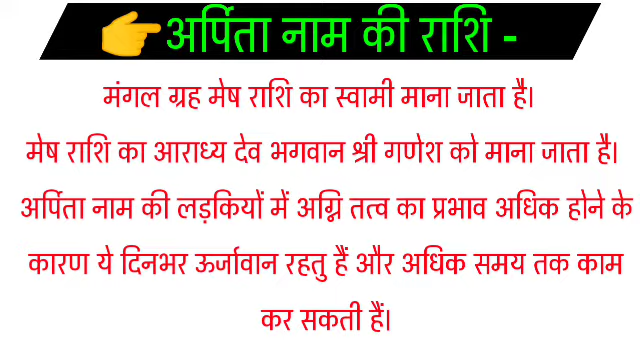 👉अर्पिता नाम की राशि -
मंगल ग्रह मेष राशि का स्वामी माना जाता है।
मेष राशि का आराध्य देव भगवान श्री गणेश को माना जाता है।
अर्पिता नाम की लड़कियों में अग्नि तत्व का प्रभाव अधिक होने के
कारण ये दिनभर ऊर्जावान रहतु हैं और अधिक समय तक काम
कर सकती हैं।